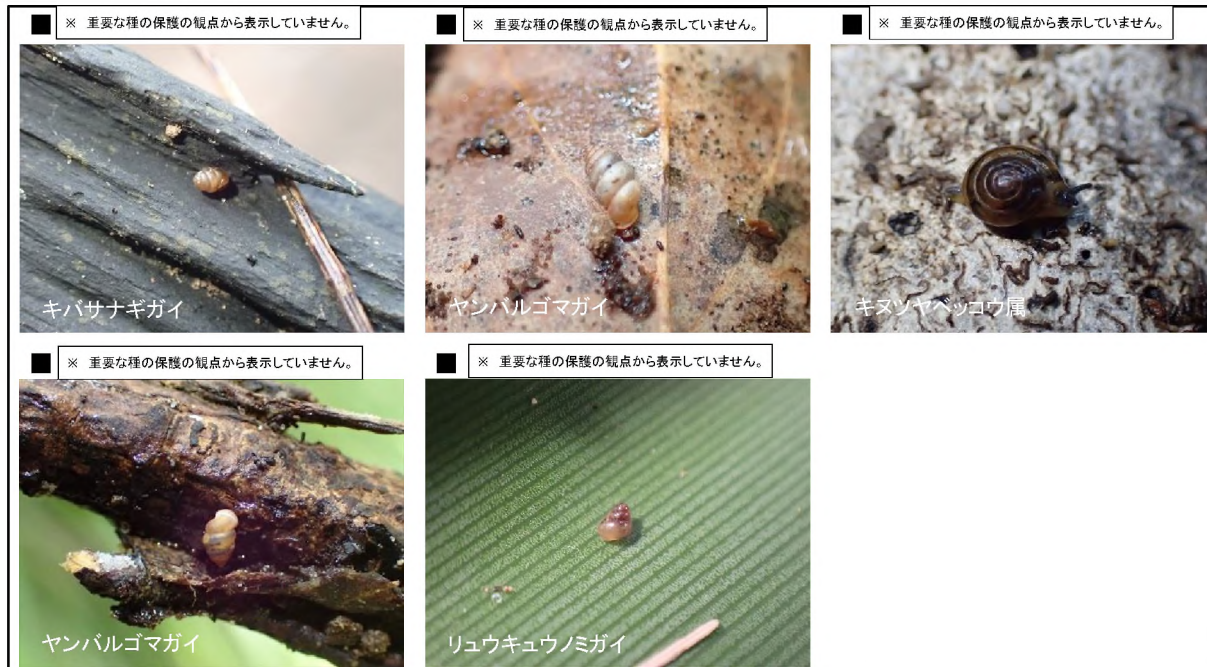 ■ ※ 重要な種の保護の観点から表示していません。
■ ※ 重要な種の保護の観点から表示していません。
■ ※ 重要な種の保護の観点から表示していません。
キバサナギガイ
ヤンバルゴマガイ
キヌツヤベッコウ属
■ ※ 重要な種の保護の観点から表示していません。
■ ※ 重要な種の保護の観点から表示していません。
ヤンバルゴマガイ
リュウキュウノミガイ